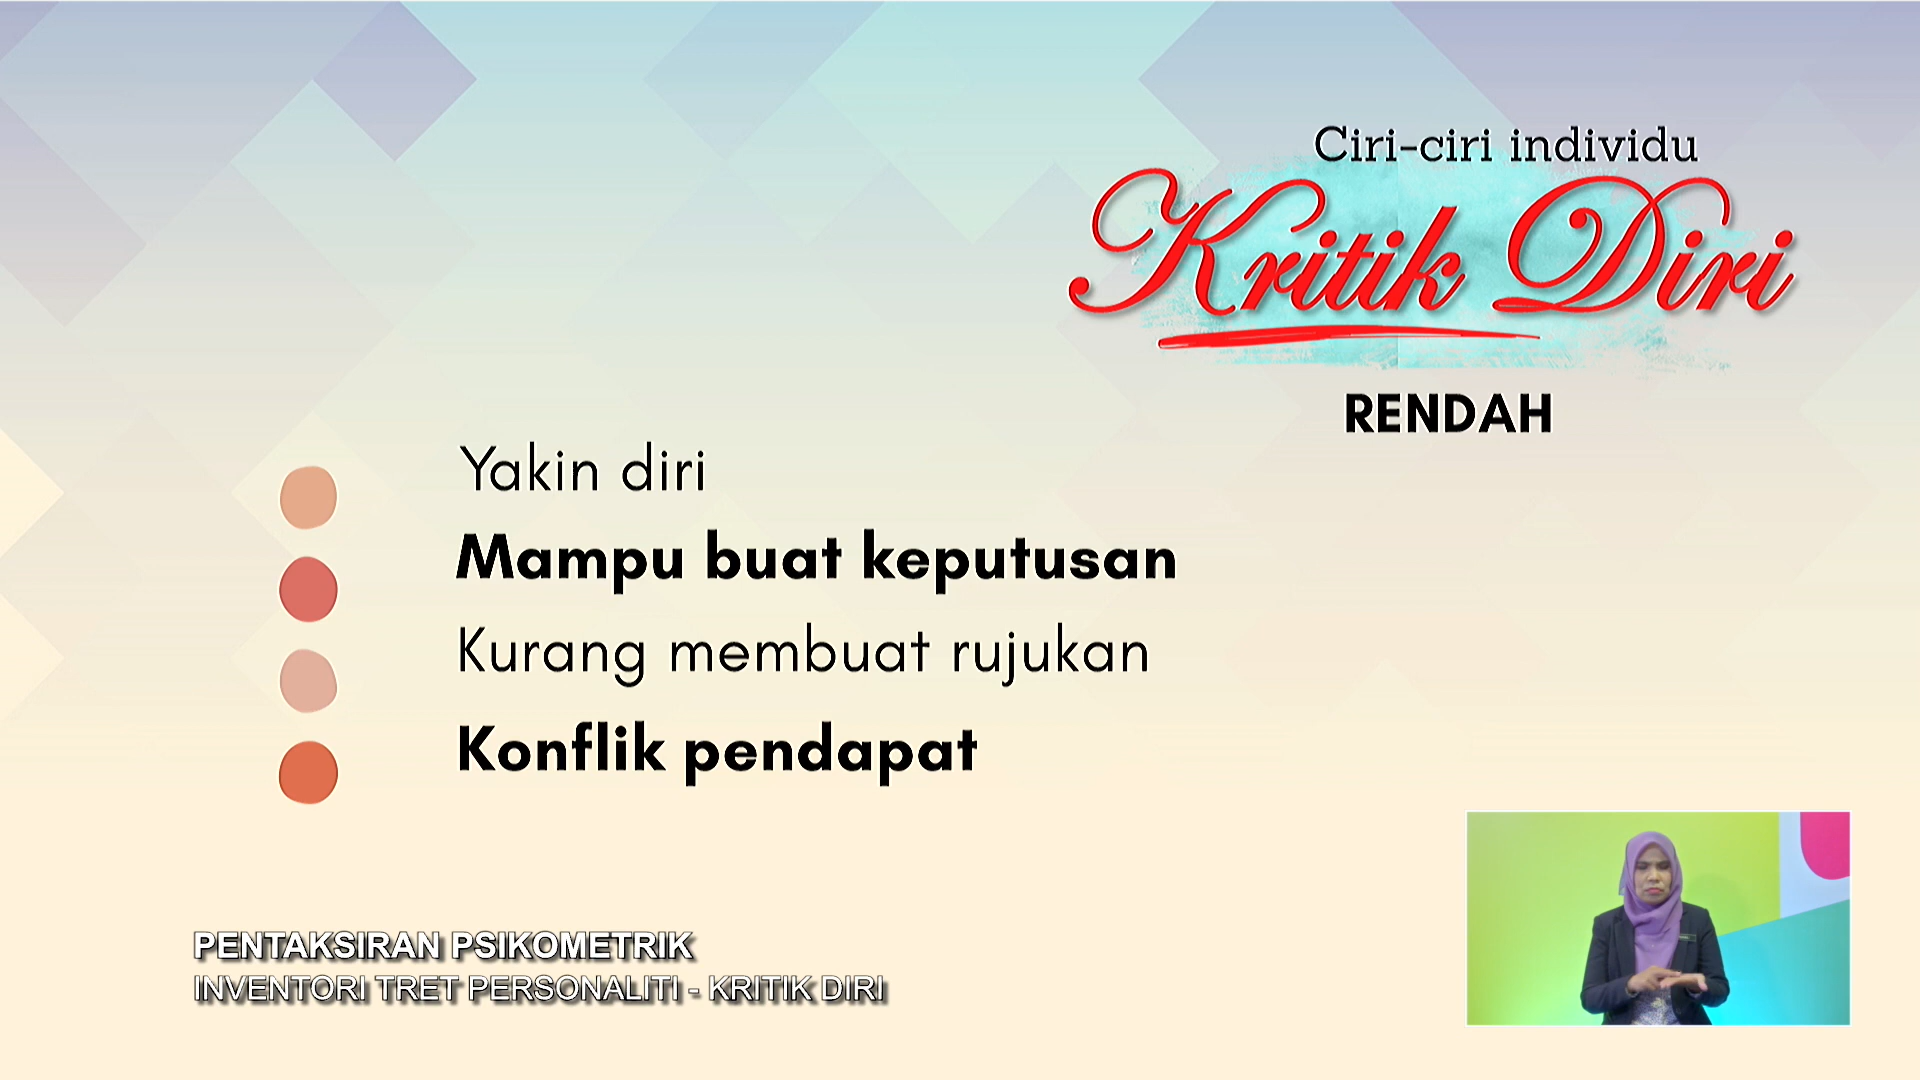 Ciri-ciri individu
Kritik Diri
RENDAH
Yakin diri
Mampu buat keputusan
Kurang membuat rujukan
Konflik pendapat
PENTAKSIRAN PSIKOMETRIK
INVENTORI TRET PERSONALITI - KRITIK DIRI